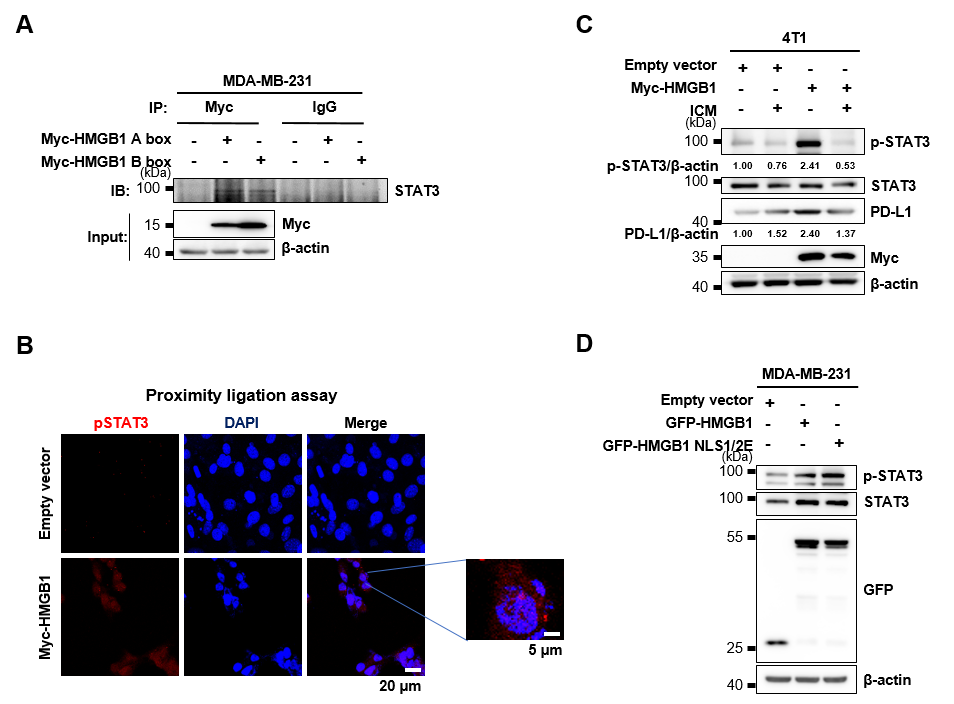 A
MDA-MB-231
IP: Myc IgG
Myc-HMGB1 A box - + - - + -
Myc-HMGB1 B box - - + - - +
(kDa)
IB: 100 STAT3
Input: 15 Myc
40 β-actin
B
Proximity ligation assay
pSTAT3 DAPI Merge
Empty vector
Myc-HMGB1
5 µm
20 µm
C
4T1
Empty vector + + - -
Myc-HMGB1 - - + +
ICM - + - +
(kDa)
100 p-STAT3
p-STAT3/β-actin 1.00 0.76 2.41 0.53
100 STAT3
40 PD-L1
PD-L1/β-actin 1.00 1.52 2.40 1.37
35 Myc
40 β-actin
D
MDA-MB-231
Empty vector + - -
GFP-HMGB1 - + -
GFP-HMGB1 NLS1/2E - - +
(kDa)
100 p-STAT3
100 STAT3
55
GFP
25
40 β-actin